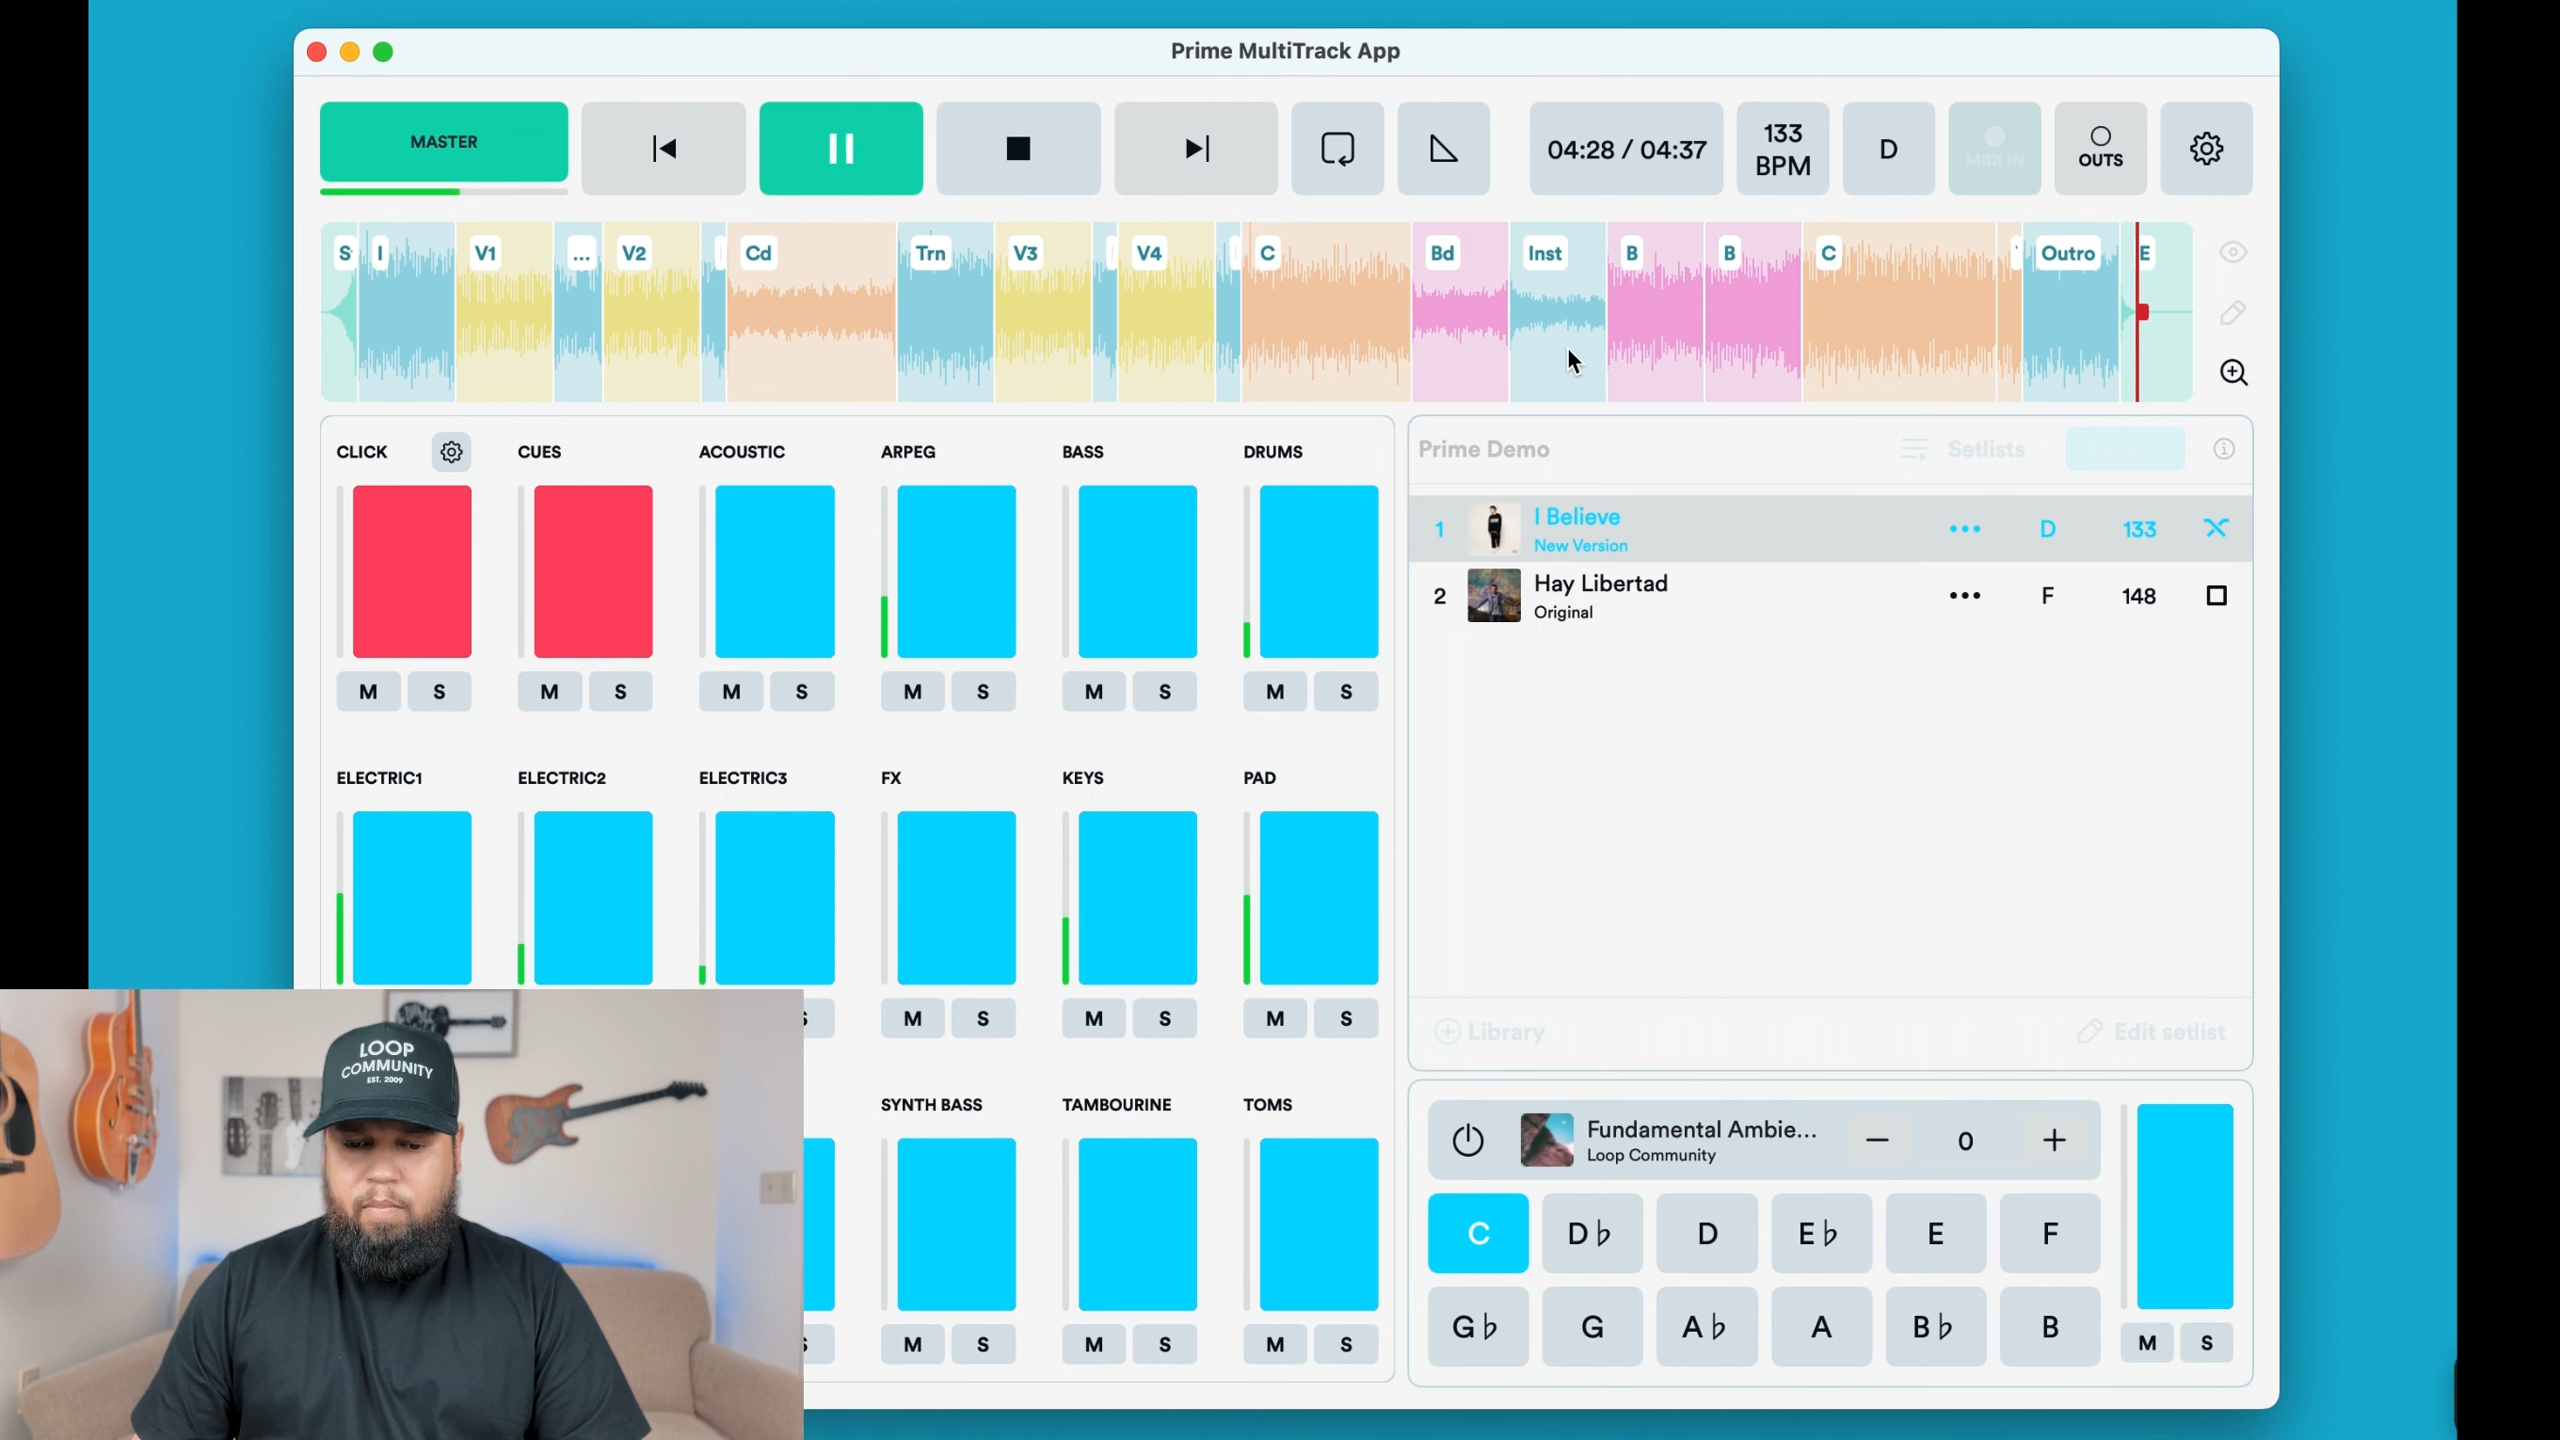 Prime MultiTrack App
MASTER
04:28 / 04:37
133
BPM
D
MIDI IN
OUTS
I
V1
...
V2
Cd
Trn
V3
V4
C
Bd
Inst
B
B
C
Outro
E
CLICK
CUES
ACOUSTIC
ARPEG
BASS
DRUMS
M S
M S
M S
M S
M S
M S
ELECTRIC1
ELECTRIC2
ELECTRIC3
FX
KEYS
PAD
M S
M S
M S
SYNTH BASS
TAMBOURINE
TOMS
M S
M S
M S
Prime Demo
Setlists
1
I Believe
New Version
D
133
2
Hay Libertad
Original
F
148
Library
Edit setlist
Fundamental Ambie...
Loop Community
0
C D♭ D E♭ E F
G♭ G A♭ A B♭ B
M S
LOOP
COMMUNITY
EST. 2009